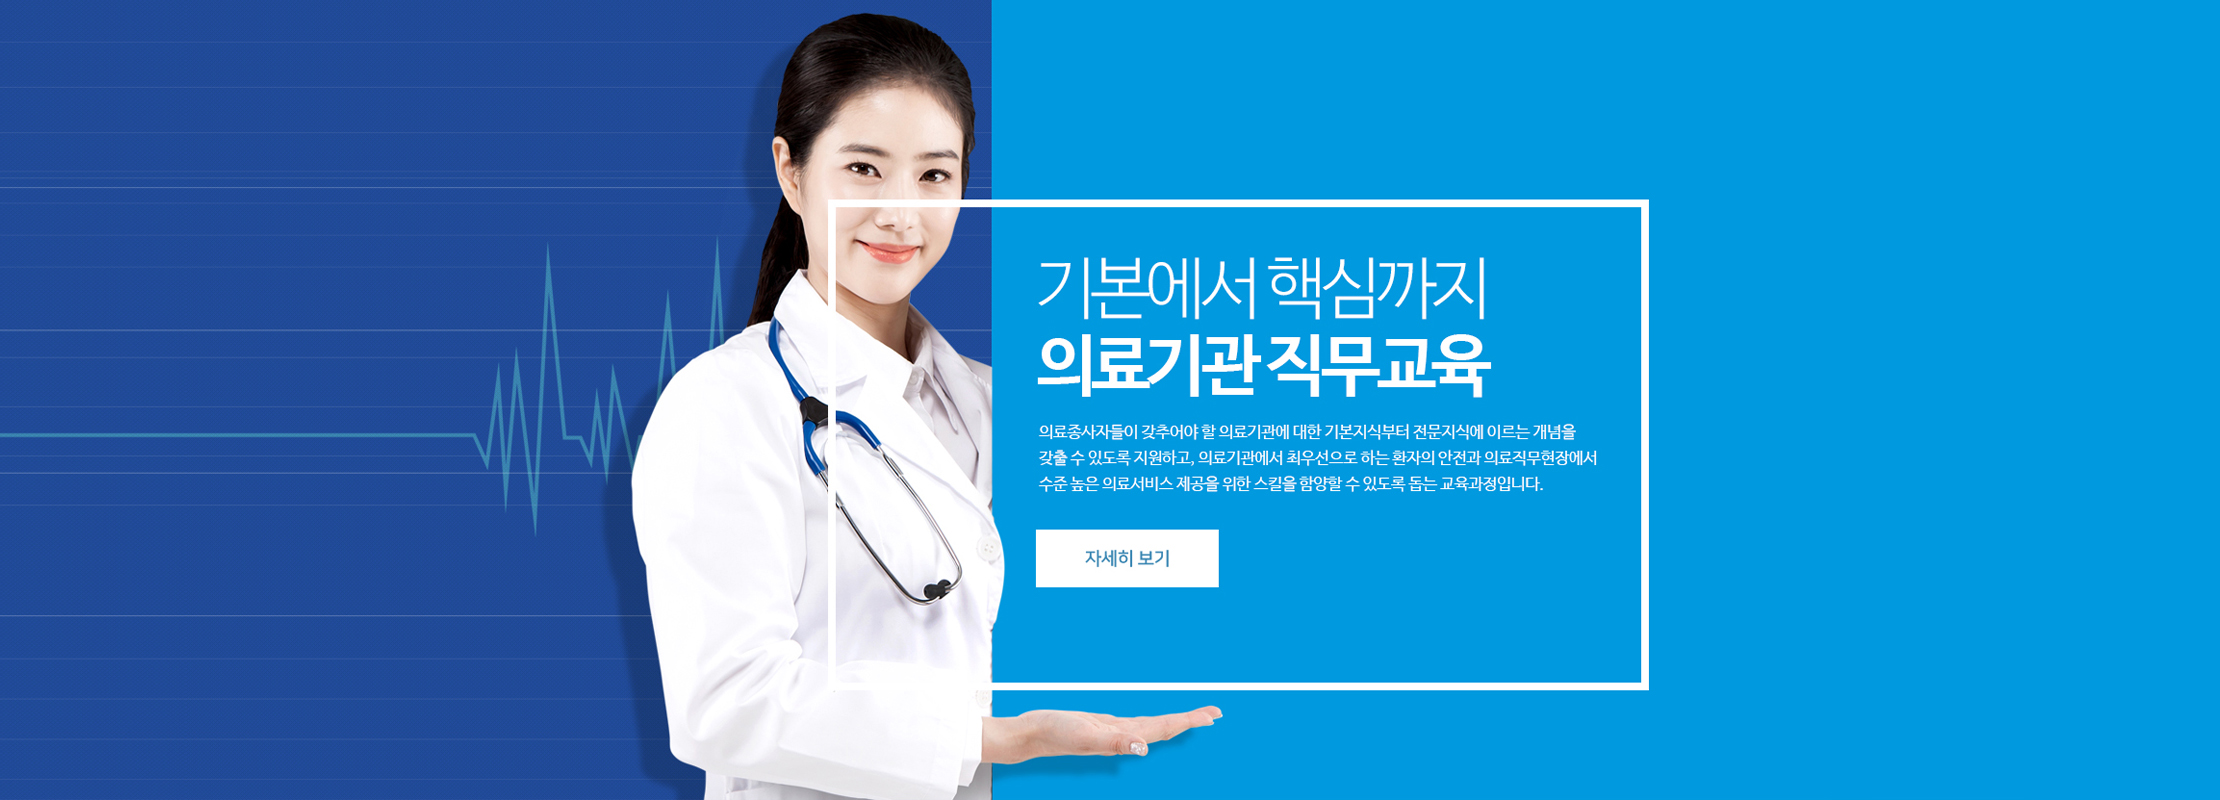 기본에서 핵심까지
의료기관 직무교육
의료종사자들이 갖추어야 할 의료기관에 대한 기본지식부터 전문지식에 이르는 개념을
갖출 수 있도록 지원하고, 의료기관에서 최우선으로 하는 환자의 안전과 의료직무현장에서
수준 높은 의료서비스 제공을 위한 스킬을 함양할 수 있도록 돕는 교육과정입니다.
자세히 보기